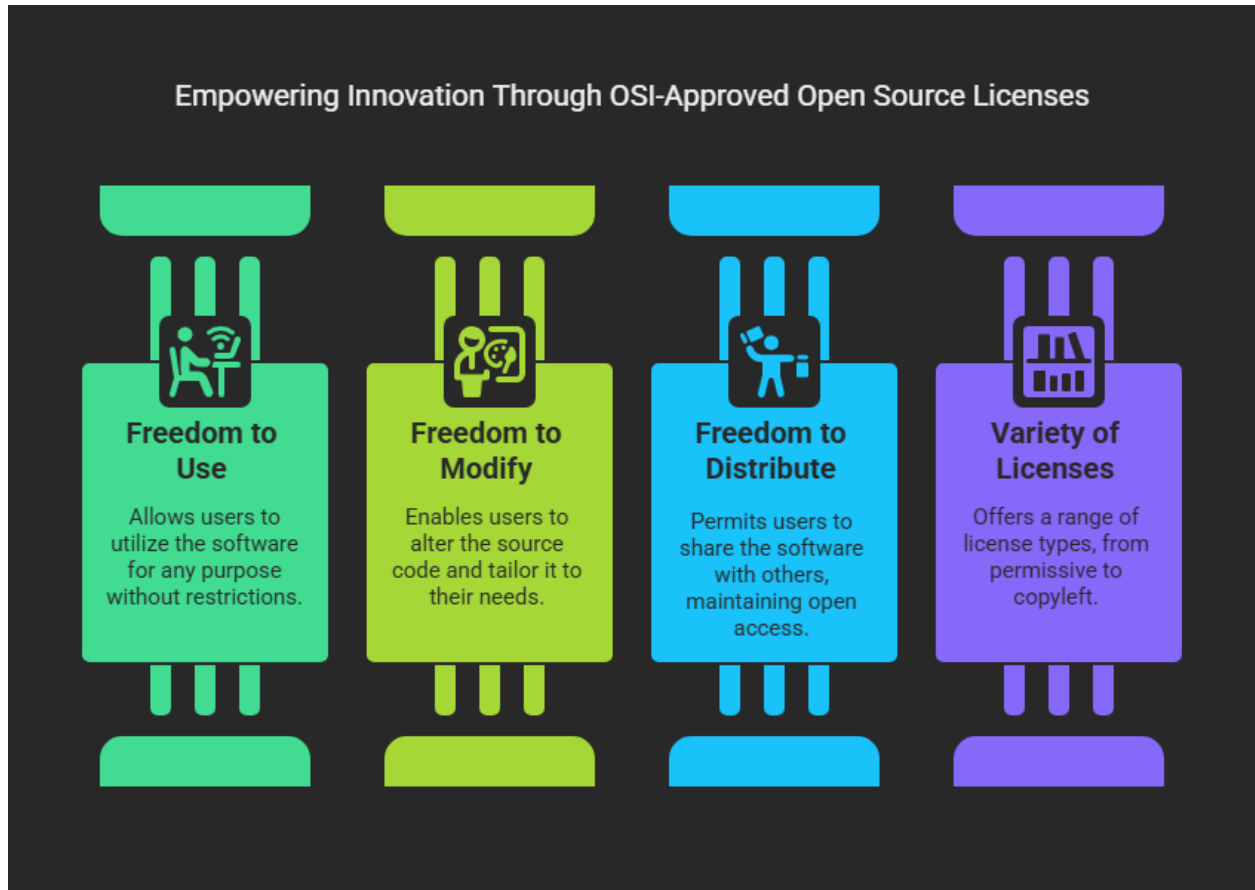 Empowering Innovation Through OSI-Approved Open Source Licenses
Freedom to
Use
Allows users to
utilize the software
for any purpose
without restrictions.
Freedom to
Modify
Enables users to
alter the source
code and tailor it to
their needs.
Freedom to
Distribute
Permits users to
share the software
with others,
maintaining open
access.
Variety of
Licenses
Offers a range of
license types, from
permissive to
copyleft.